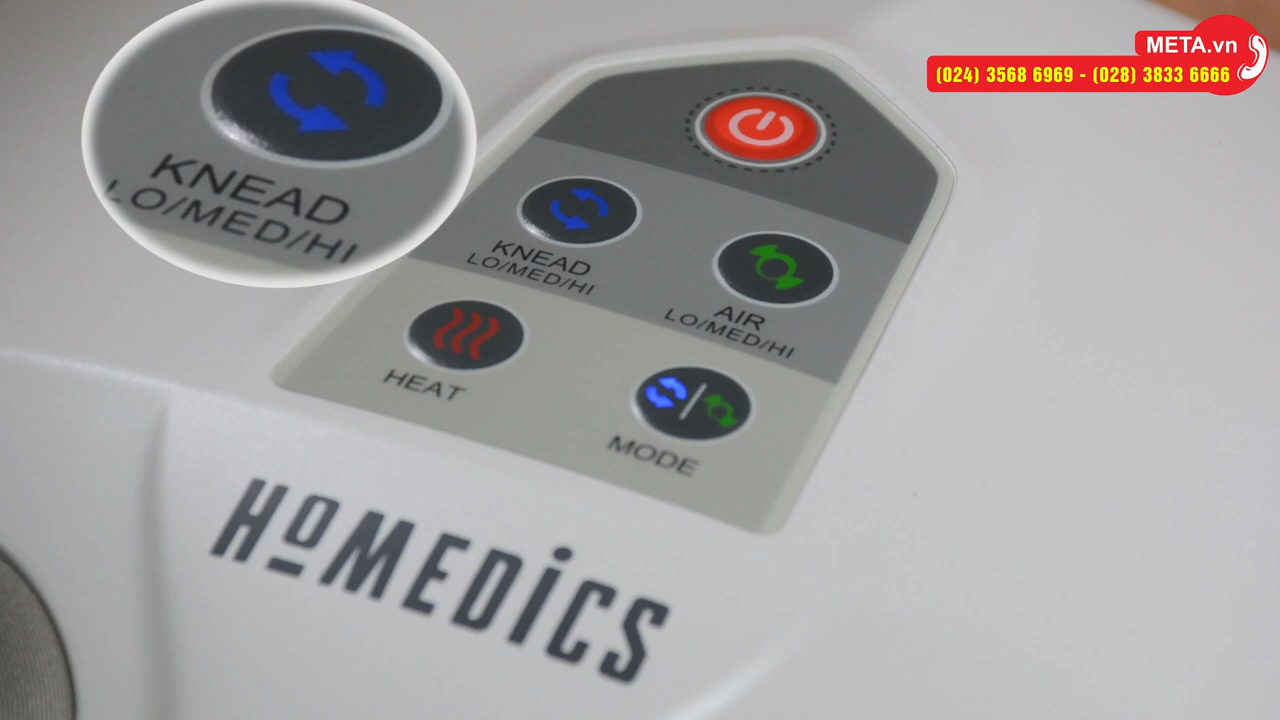 META.vn
(024) 3568 6969 - (028) 3833 6666
KNEAD
LO/MED/HI
KNEAD
LO/MED/HI
AIR
LO/MED/HI
HEAT
MODE
HOMEDICS